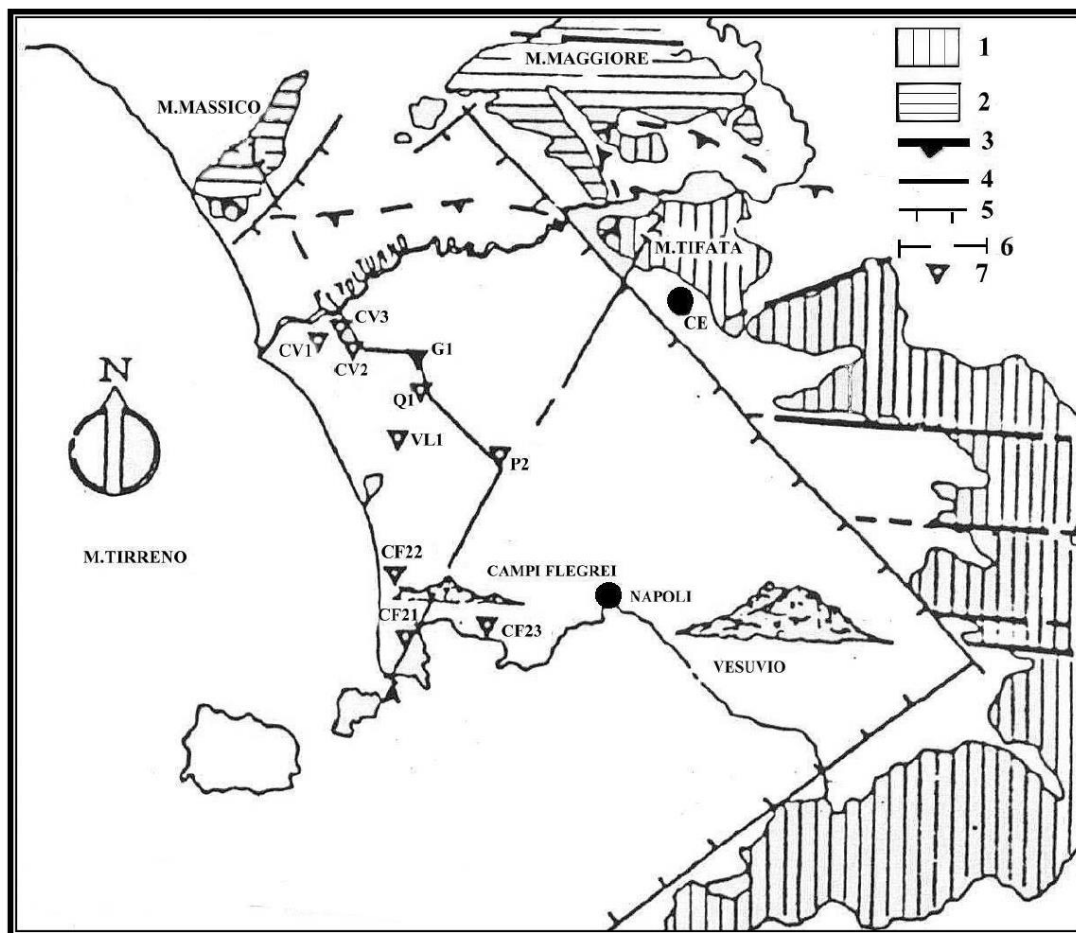 M.MAGGIORE
M.MASSICO
1
2
3
4
5
6
7
M.TIFATA
CE
CV3
CV1
CV2
G1
Q1
VL1
P2
N
M.TIRRENO
CF22
CAMPI FLEGREI
NAPOLI
CF21
CF23
VESUVIO